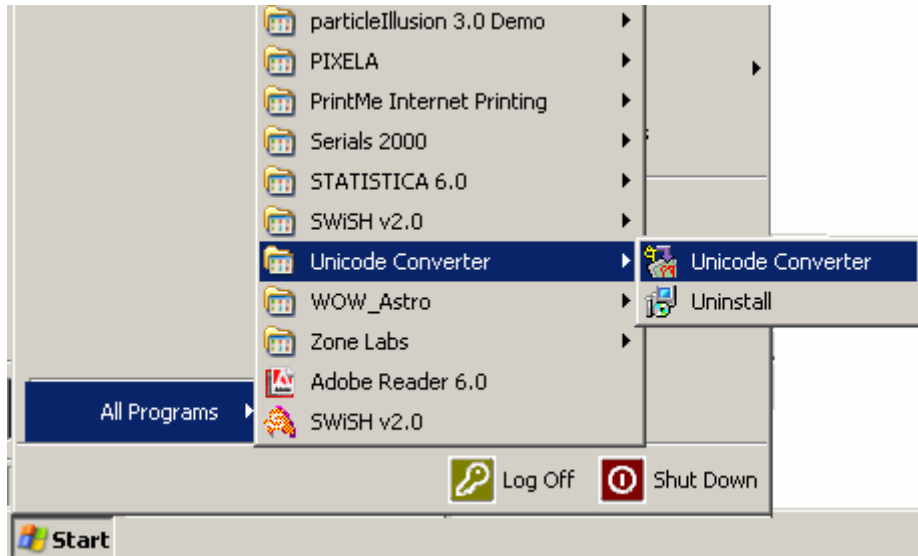 particleIllusion 3.0 Demo
PIXELA
PrintMe Internet Printing
Serials 2000
STATISTICA 6.0
SWiSH v2.0
Unicode Converter
WOW_Astro
Zone Labs
Adobe Reader 6.0
SWiSH v2.0
Unicode Converter
Uninstall
All Programs
Log Off
Shut Down
Start